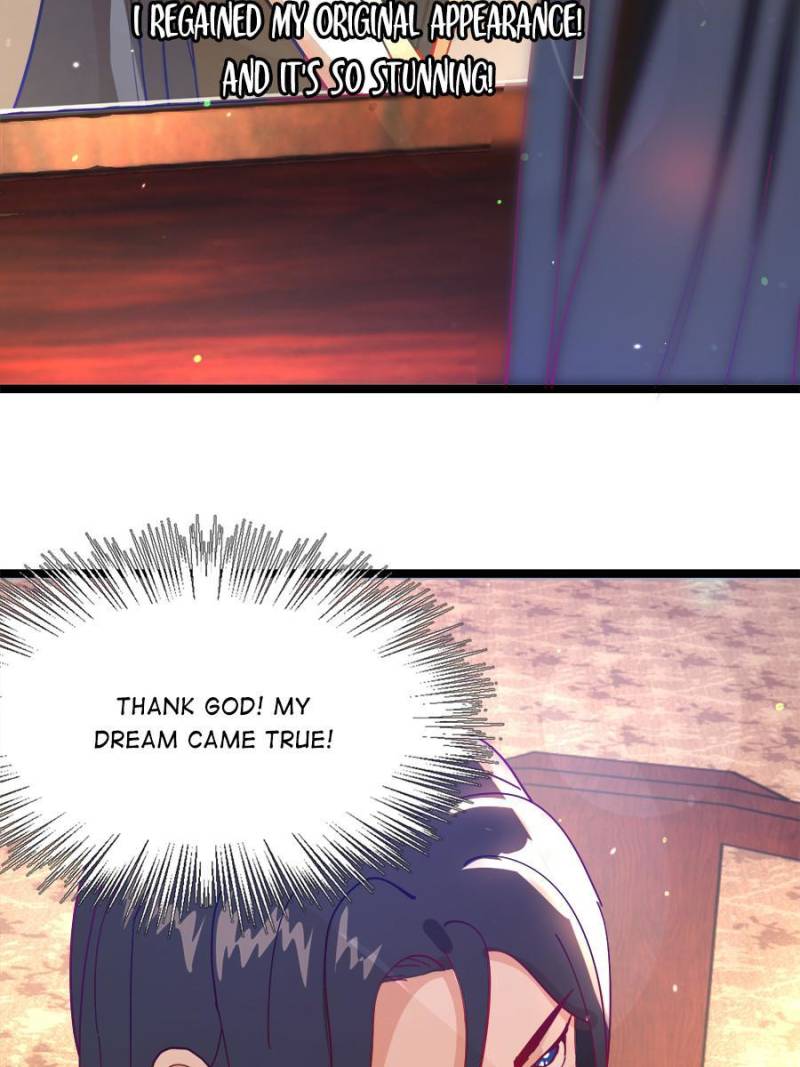 I REGAINED MY ORIGINAL APPEARANCE!
AND IT'S SO STUNNING!
THANK GOD! MY
DREAM CAME TRUE!